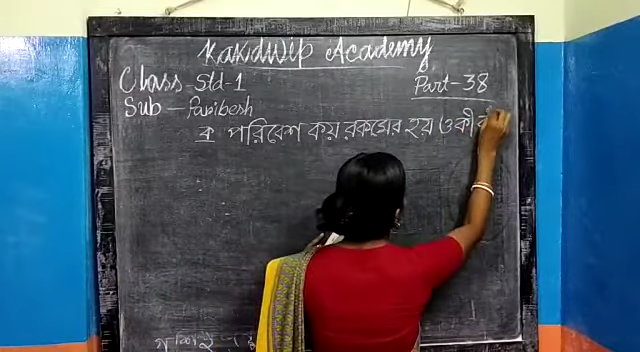 Kakdwip Academy
Class-Std-1
Part-38
Sub - Paribesh
ক্ব পরিবেশ কয় রকমের হয় ও কী ক